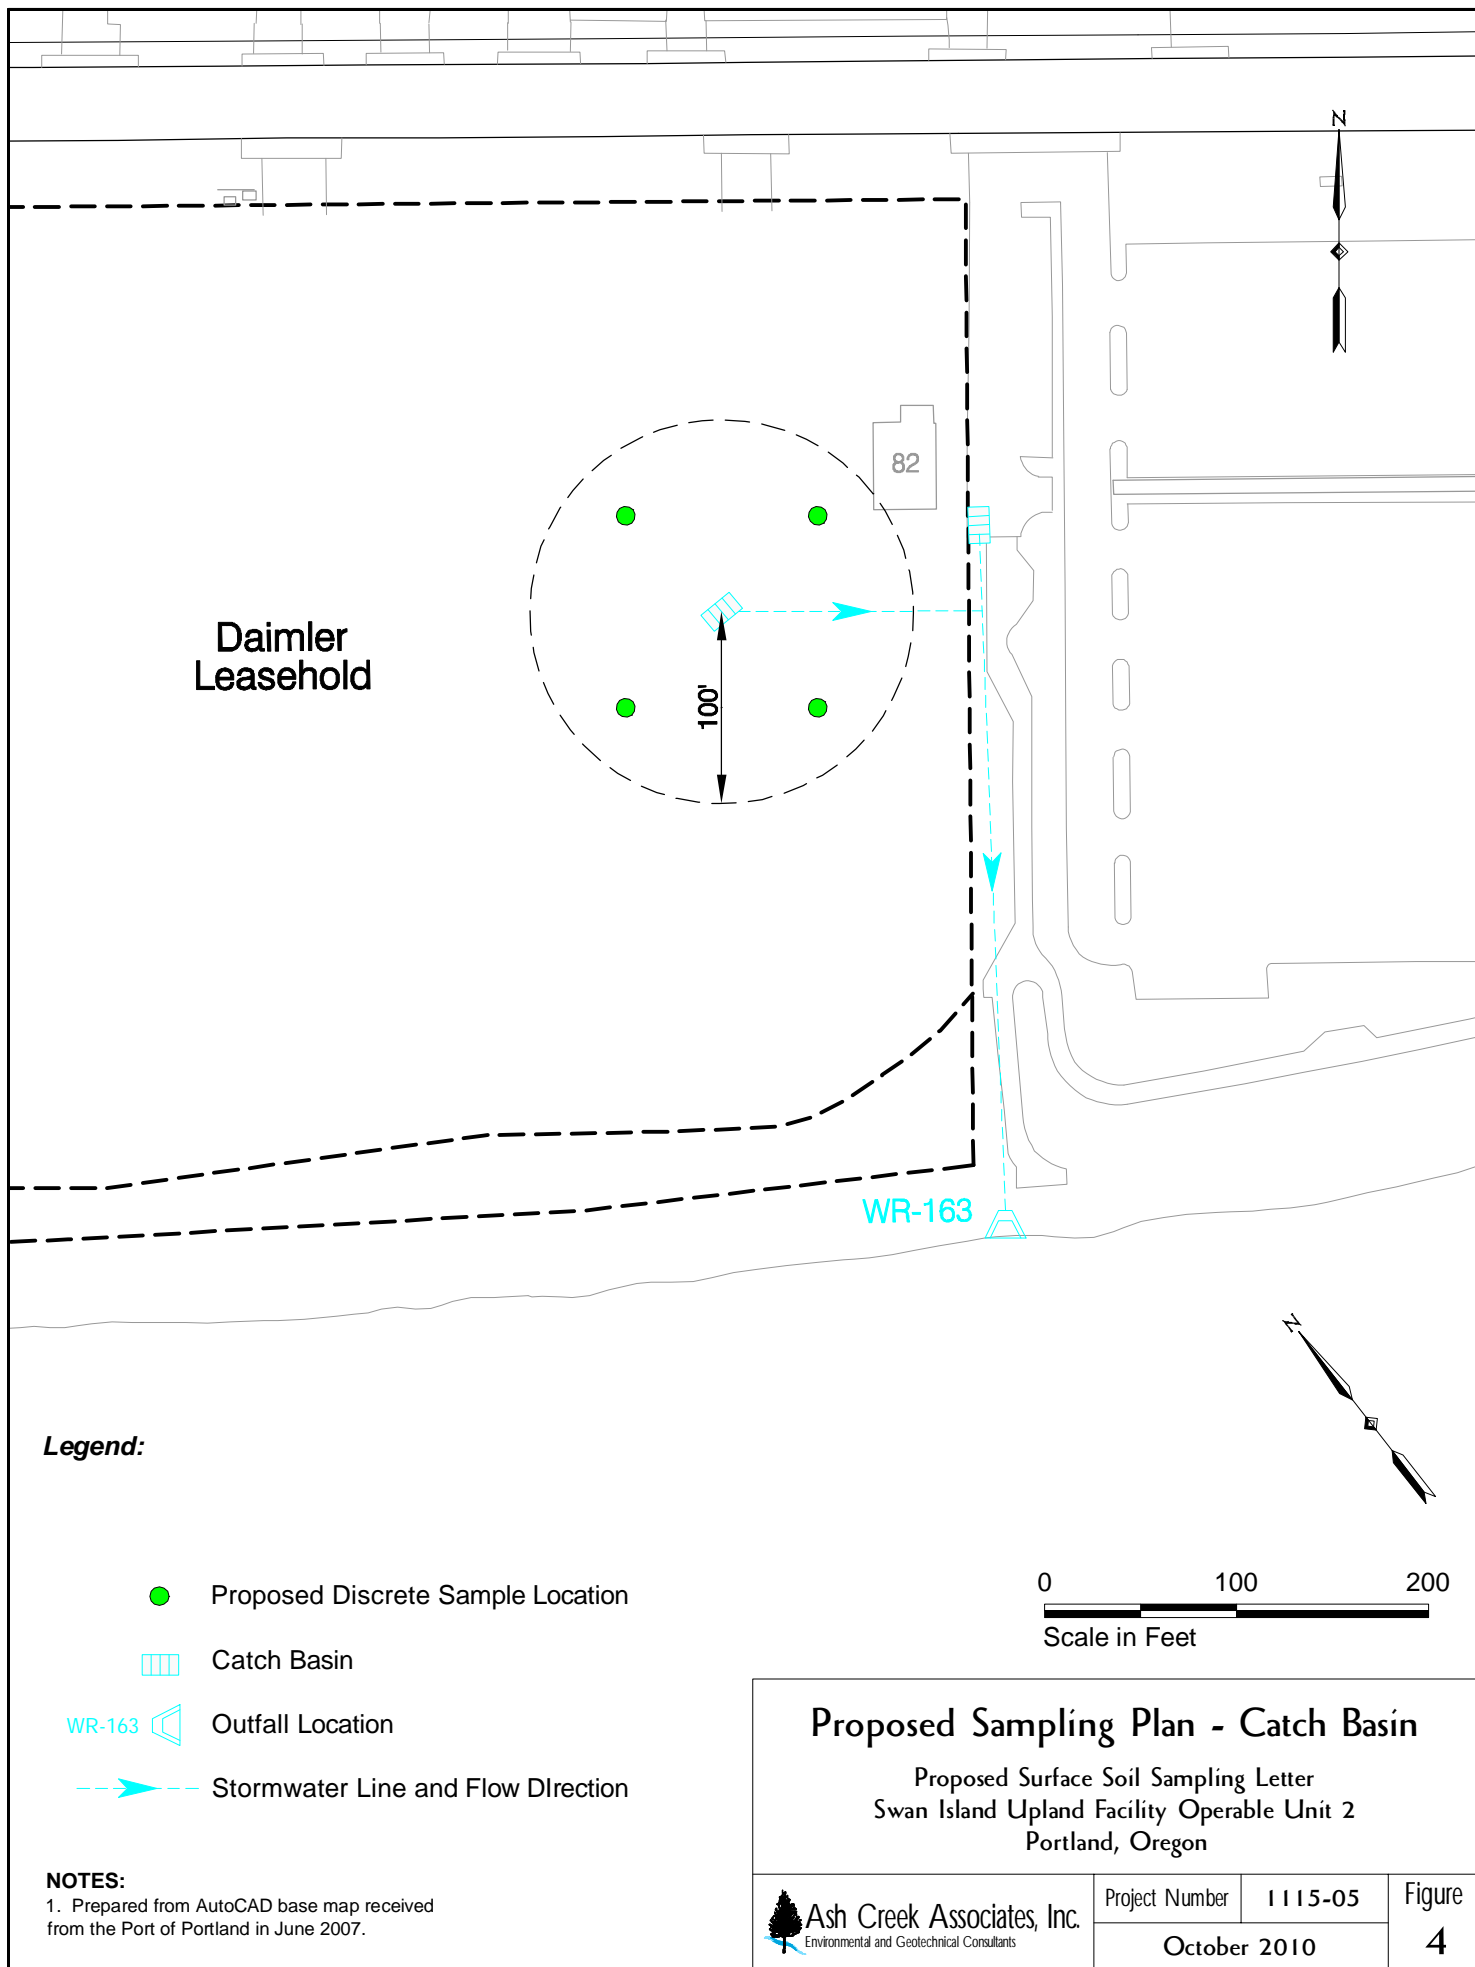 N
82
Daimler
Leasehold
100'
WR-163
N
Legend:
Proposed Discrete Sample Location
Catch Basin
WR-163 Outfall Location
Stormwater Line and Flow DIrection
0 100 200
Scale in Feet
NOTES:
1. Prepared from AutoCAD base map received
from the Port of Portland in June 2007.
Proposed Sampling Plan - Catch Basin
Proposed Surface Soil Sampling Letter
Swan Island Upland Facility Operable Unit 2
Portland, Oregon
Ash Creek Associates, Inc.
Environmental and Geotechnical Consultants
Project Number 1115-05
October 2010
Figure
4